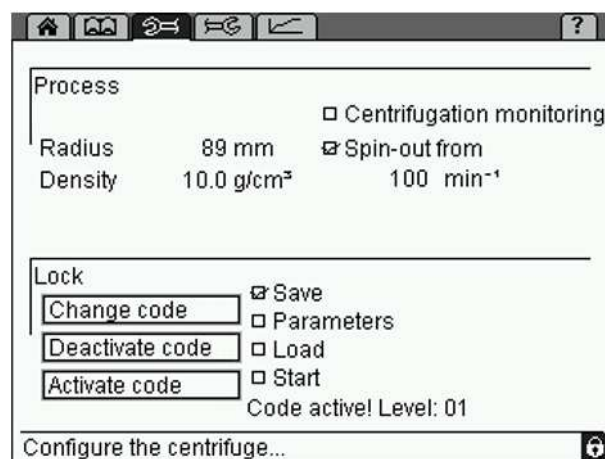 ?
Process
Centrifugation monitoring
Radius 89 mm Spin-out from
Density 10.0 g/cm³ 100 min⁻¹
Lock
Save
Change code
Parameters
Deactivate code Load
Start
Activate code
Code active! Level: 01
Configure the centrifuge...